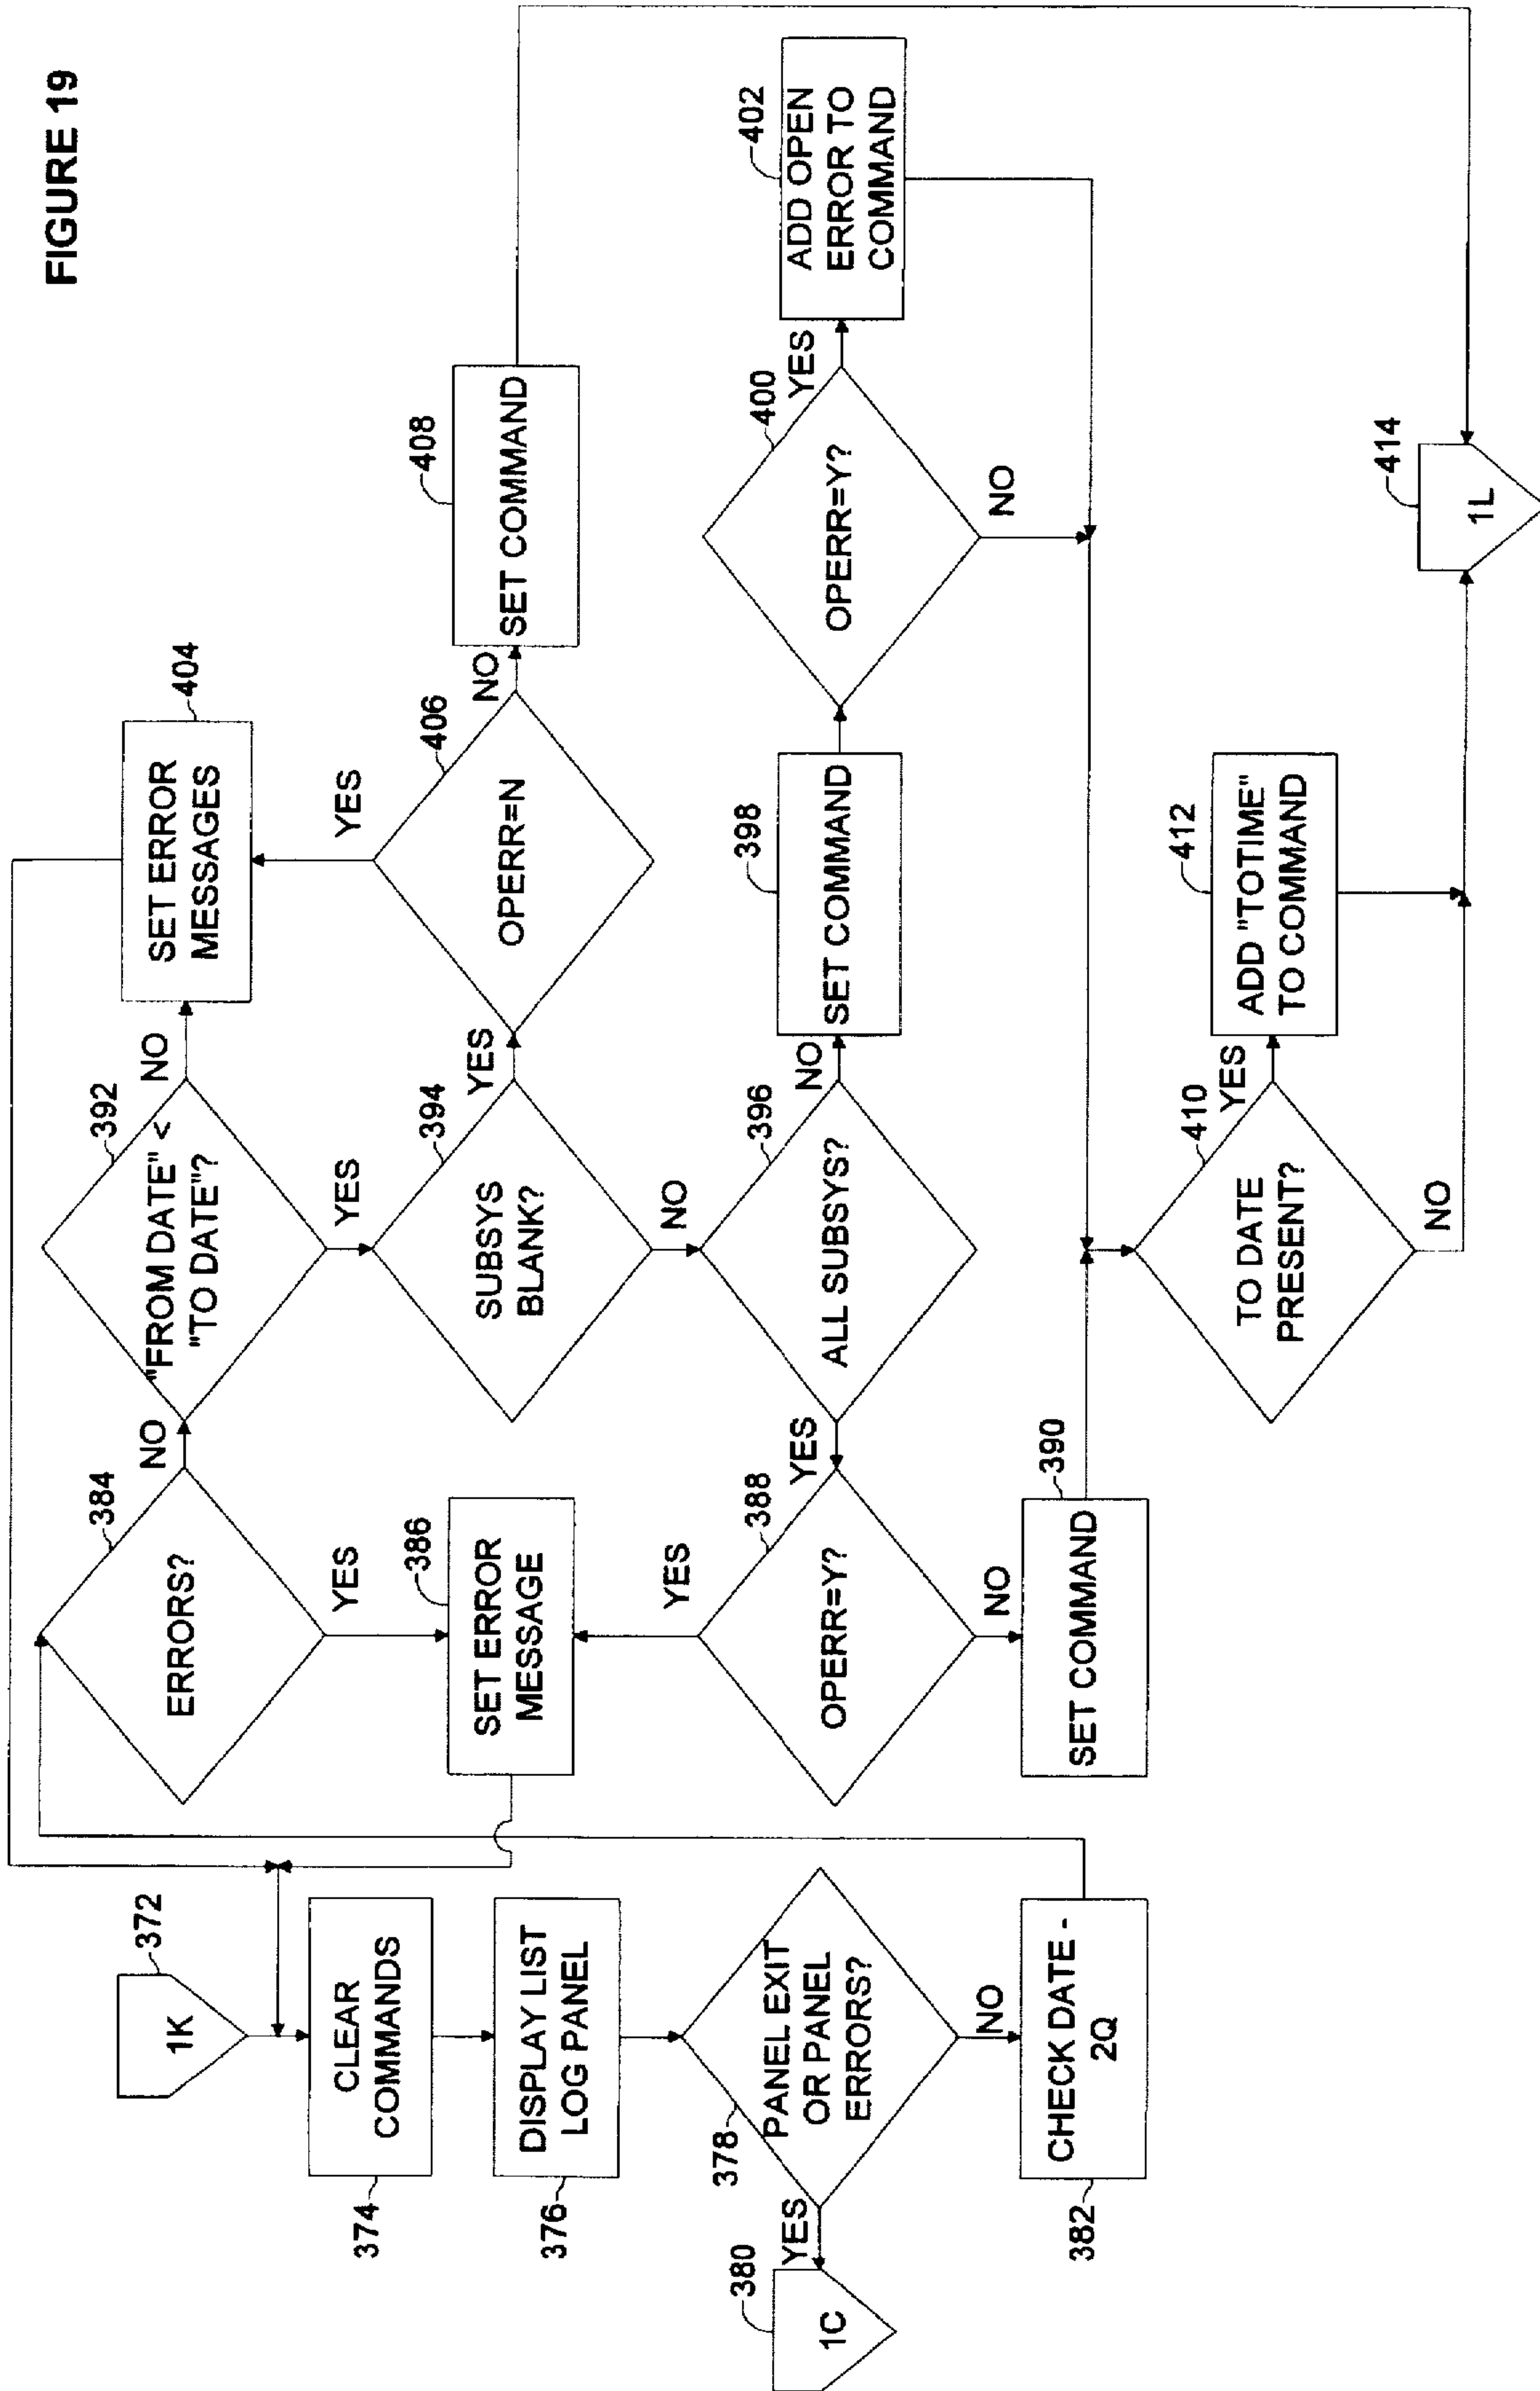 FIGURE 19
372
1K
374
CLEAR
COMMANDS
376
DISPLAY LIST
LOG PANEL
378
PANEL EXIT
OR PANEL
ERRORS?
YES
380
1C
NO
382
CHECK DATE -
2Q
384
ERRORS?
NO
YES
386
SET ERROR
MESSAGE
YES
388
OPERR=Y?
NO
390
SET COMMAND
392
"FROM DATE" <
"TO DATE"?
NO
YES
394
SUBSYS
BLANK?
YES
NO
396
ALL SUBSYS?
YES
NO
398
SET COMMAND
400
OPERR=Y?
YES
NO
402
ADD OPEN
ERROR TO
COMMAND
404
SET ERROR
MESSAGES
YES
406
OPERR=N
NO
408
SET COMMAND
410
TO DATE
PRESENT?
YES
NO
412
ADD "TOTIME"
TO COMMAND
414
1L